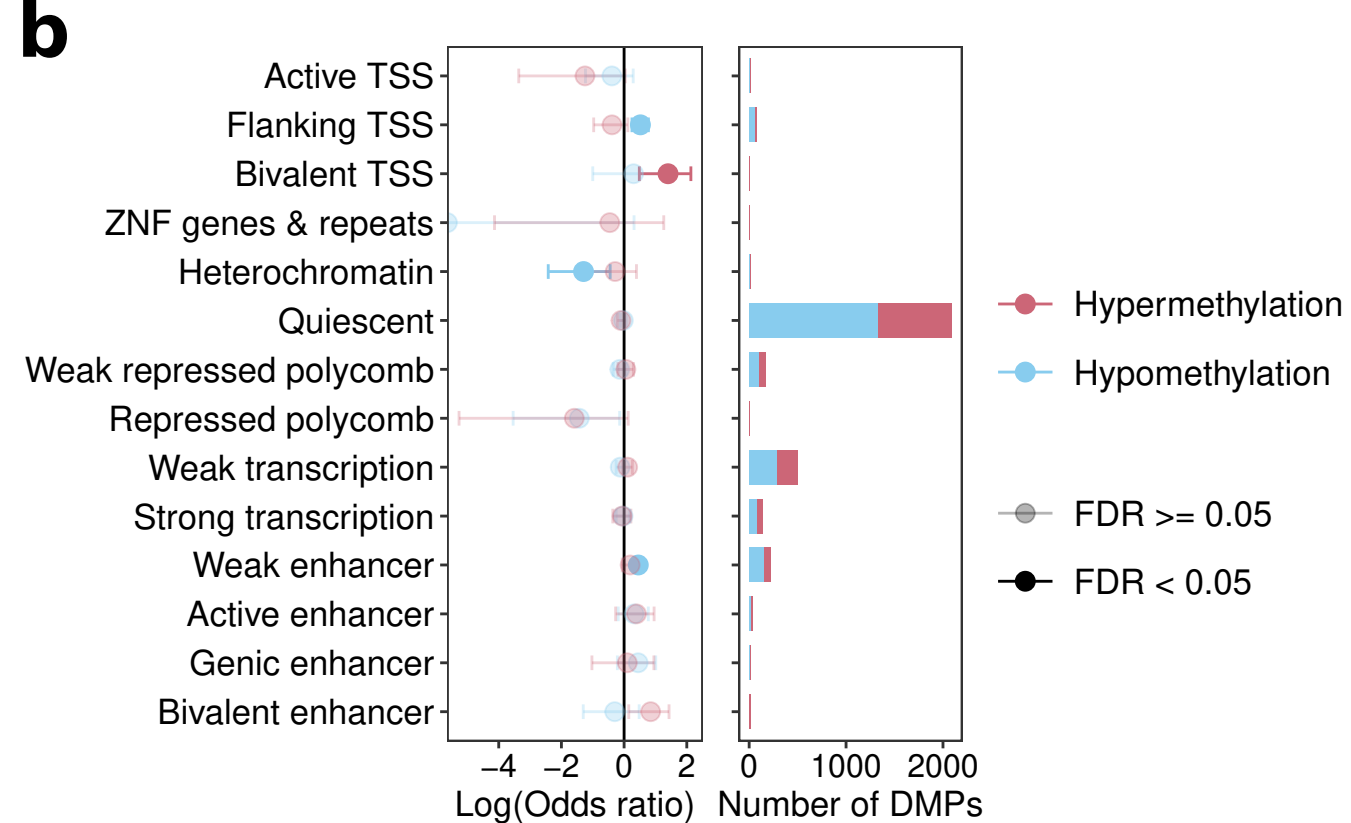 b
Active TSS
Flanking TSS
Bivalent TSS
ZNF genes & repeats
Heterochromatin
Quiescent
Weak repressed polycomb
Repressed polycomb
Weak transcription
Strong transcription
Weak enhancer
Active enhancer
Genic enhancer
Bivalent enhancer
−4 −2 0 2
Log(Odds ratio)
0 1000 2000
Number of DMPs
Hypermethylation
Hypomethylation
FDR >= 0.05
FDR < 0.05